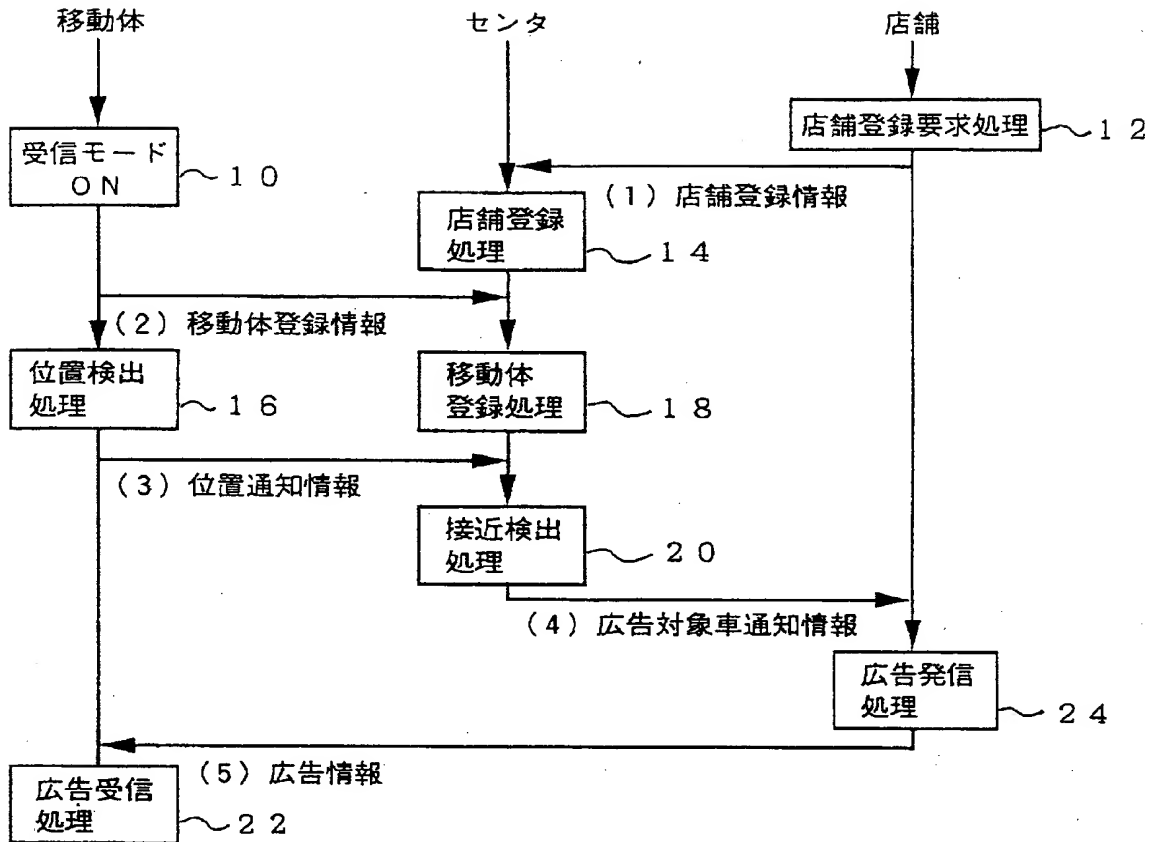 移動体
センタ
店舗
店舗登録要求処理
12
受信モード
ON
10
(1) 店舗登録情報
店舗登録
処理
14
(2) 移動体登録情報
位置検出
処理
16
移動体
登録処理
18
(3) 位置通知情報
接近検出
処理
20
(4) 広告対象車通知情報
広告発信
処理
24
(5) 広告情報
広告受信
処理
22